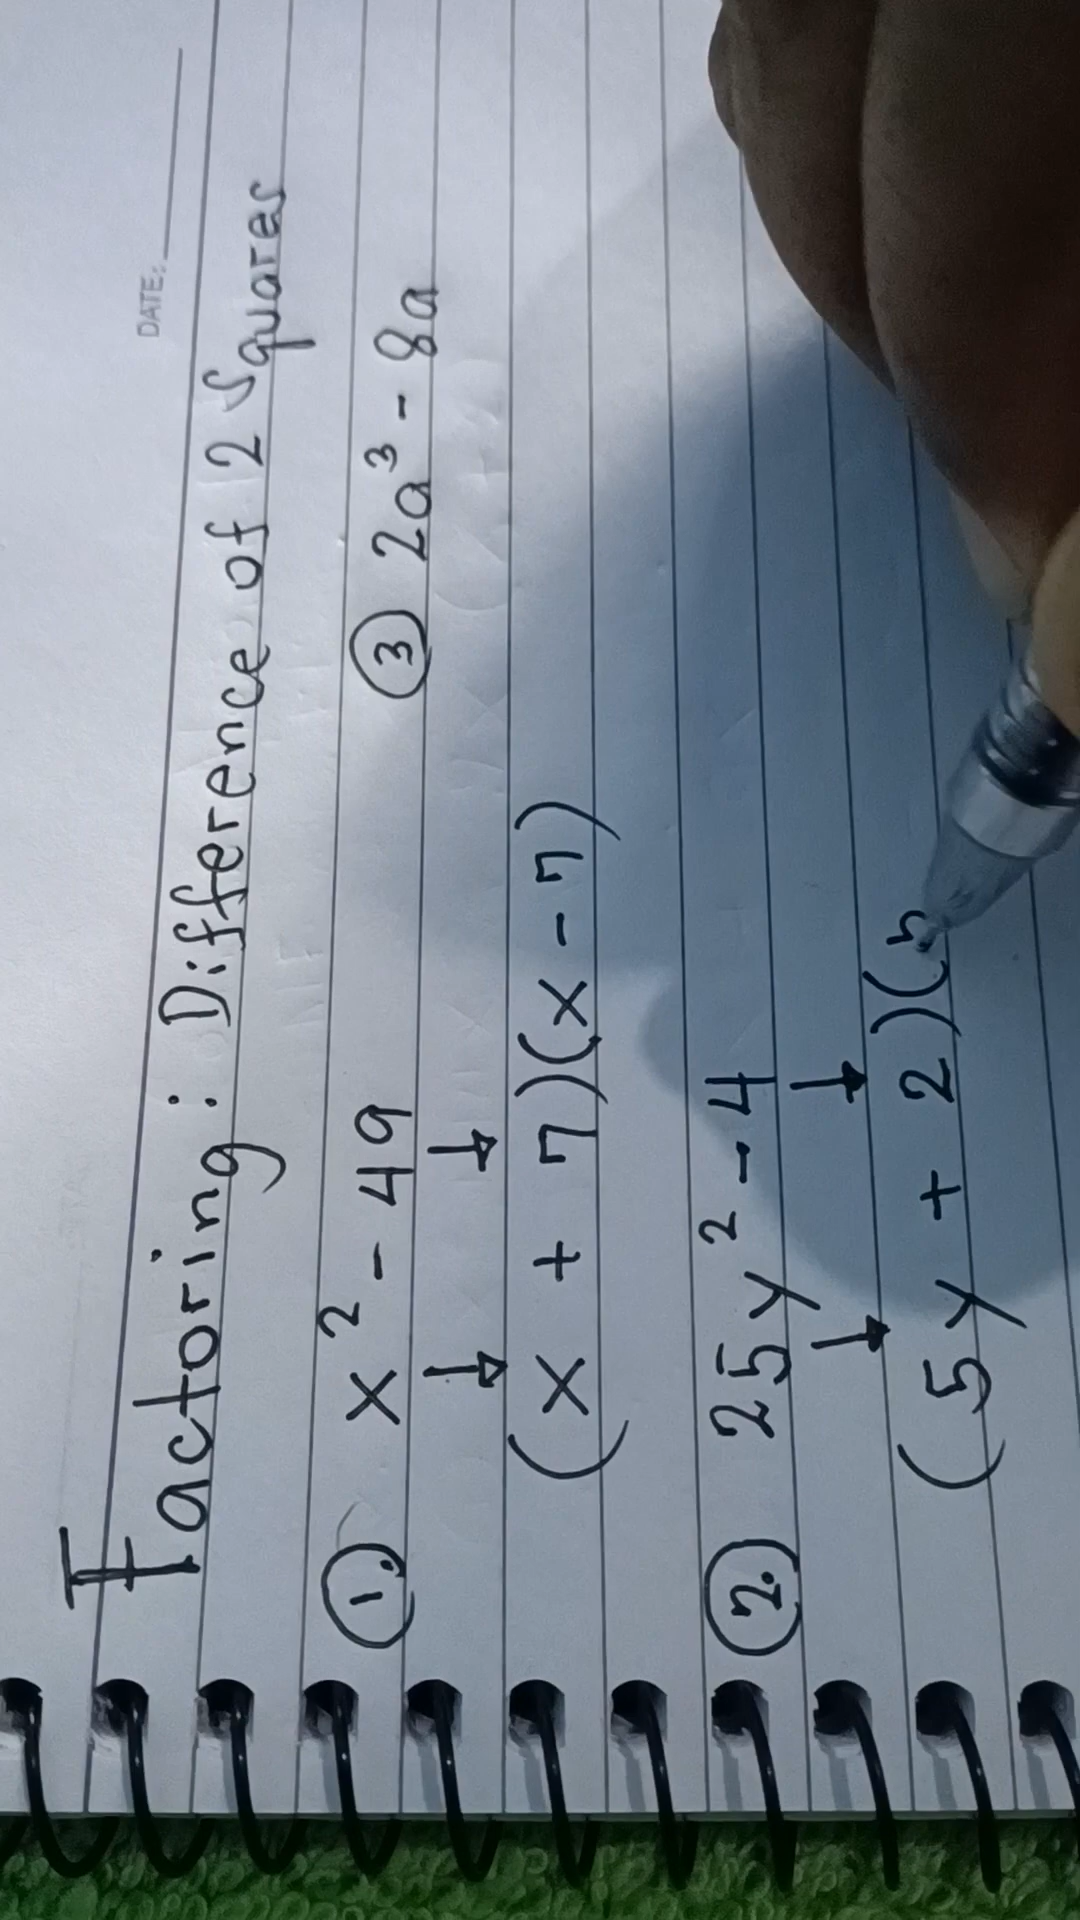 DATE:
Factoring: Difference of 2 Squares
1. x² - 49
(x + 7)(x - 7)
2. 25y² - 4
(5y + 2)(5
3 2a³ - 8a